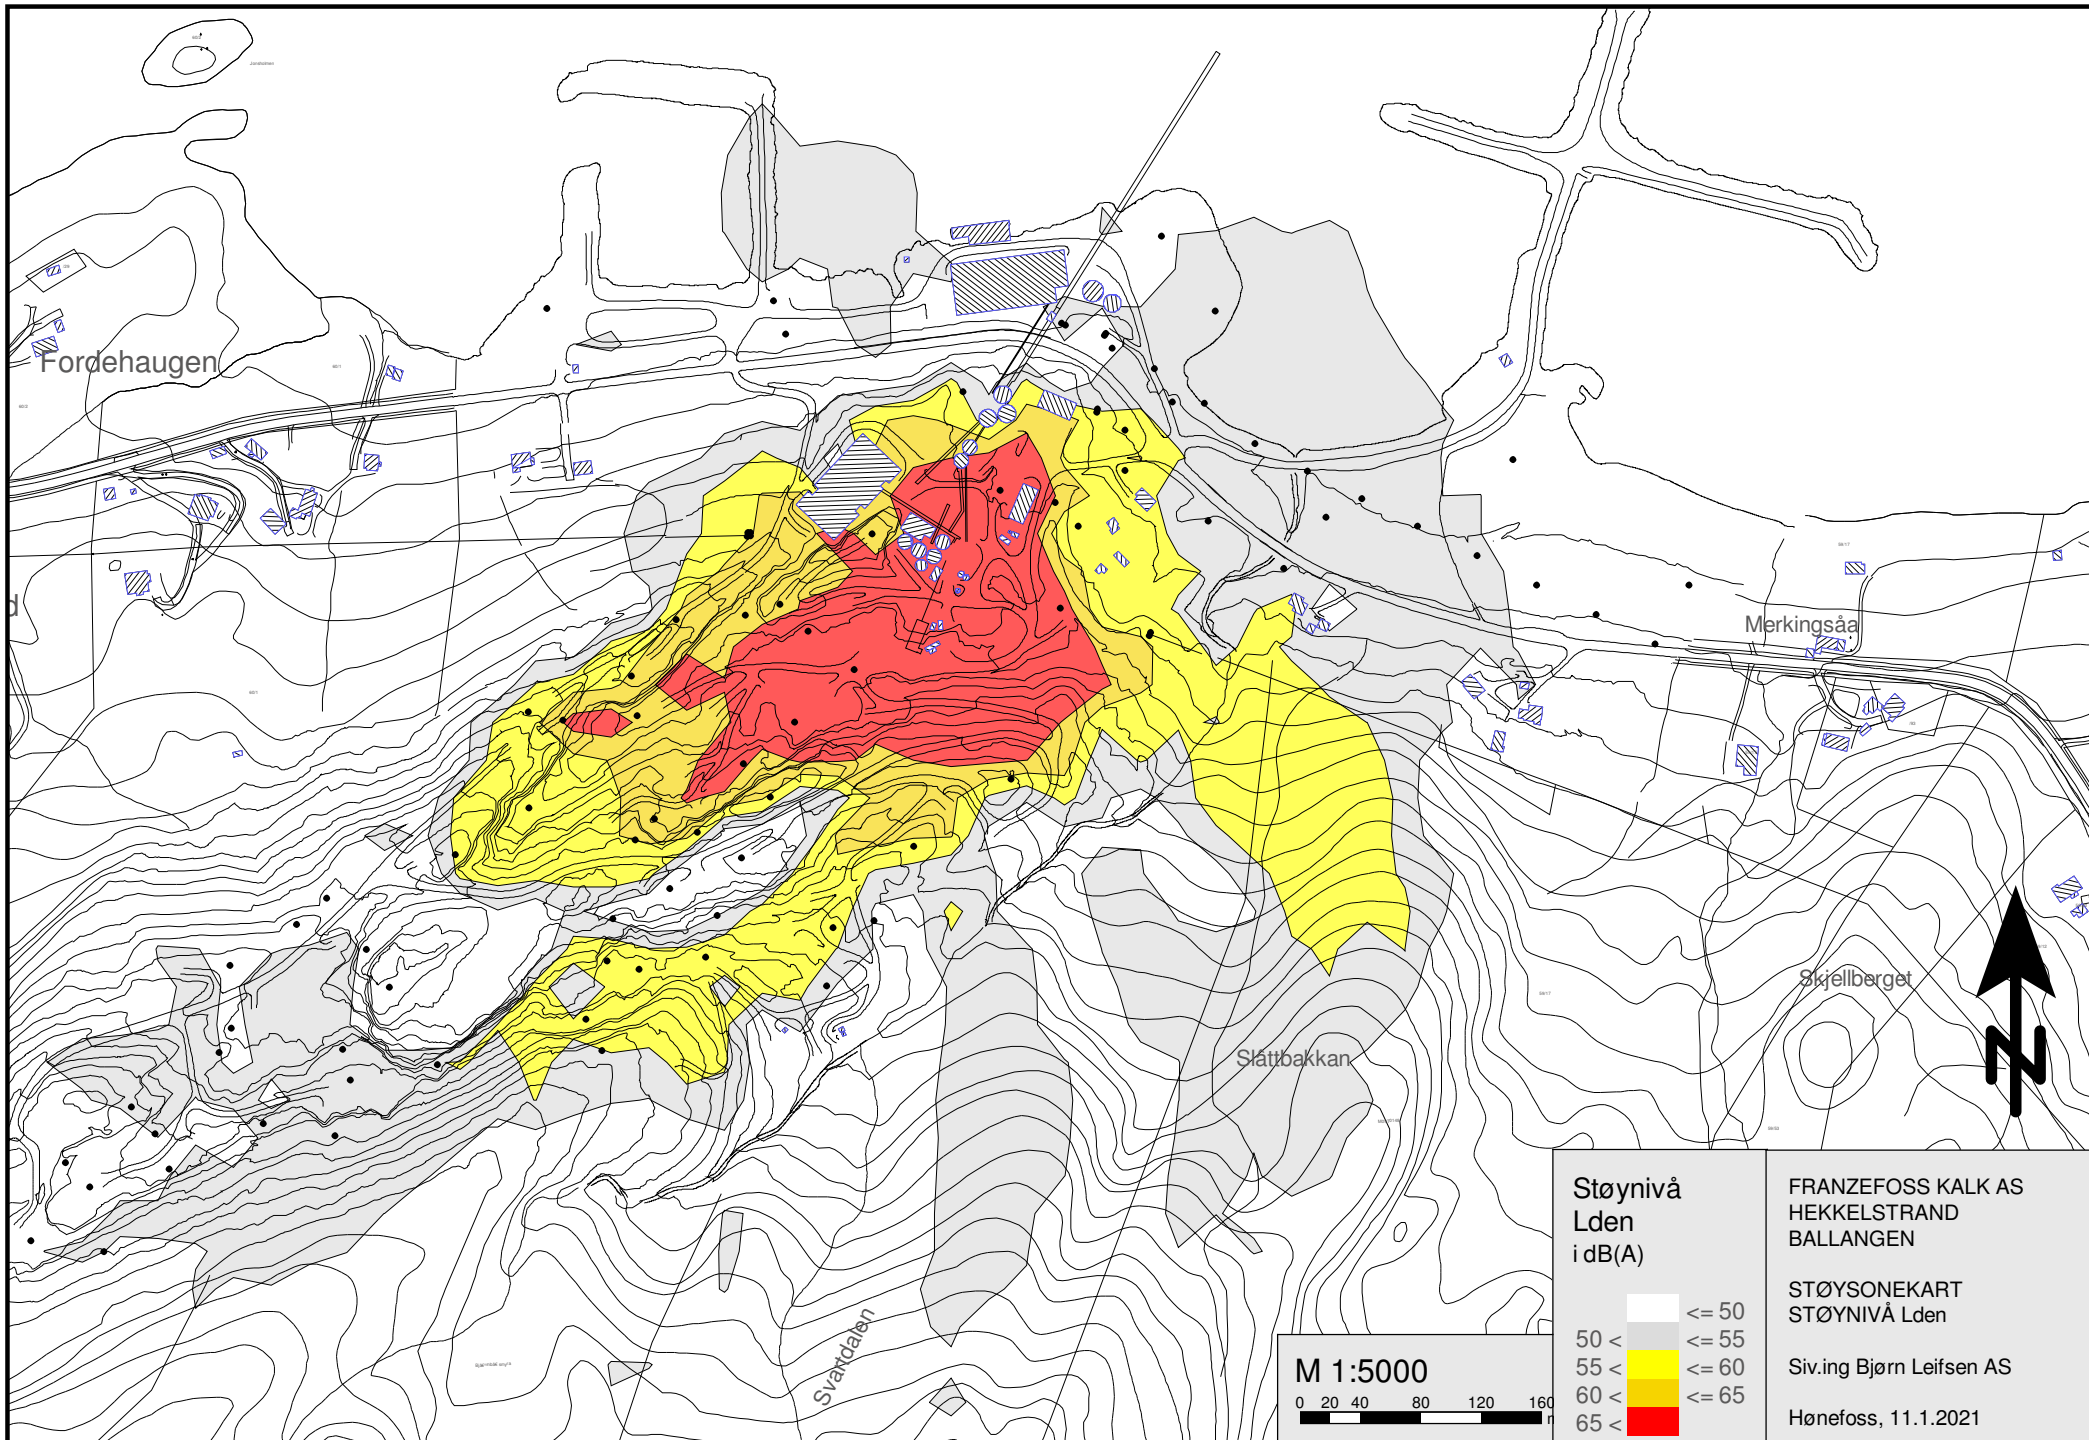 Jonsholmen
Fordehaugen
d
Merkingsåa
Skjellberget
Slåttbakkan
Svartdalen
M 1:5000
0 20 40 80 120 160
Støynivå
Lden
i dB(A)
<= 50
50 < <= 55
55 < <= 60
60 < <= 65
65 <
FRANZEFOSS KALK AS
HEKKELSTRAND
BALLANGEN
STØYSONEKART
STØYNIVÅ Lden
Siv.ing Bjørn Leifsen AS
Hønefoss, 11.1.2021